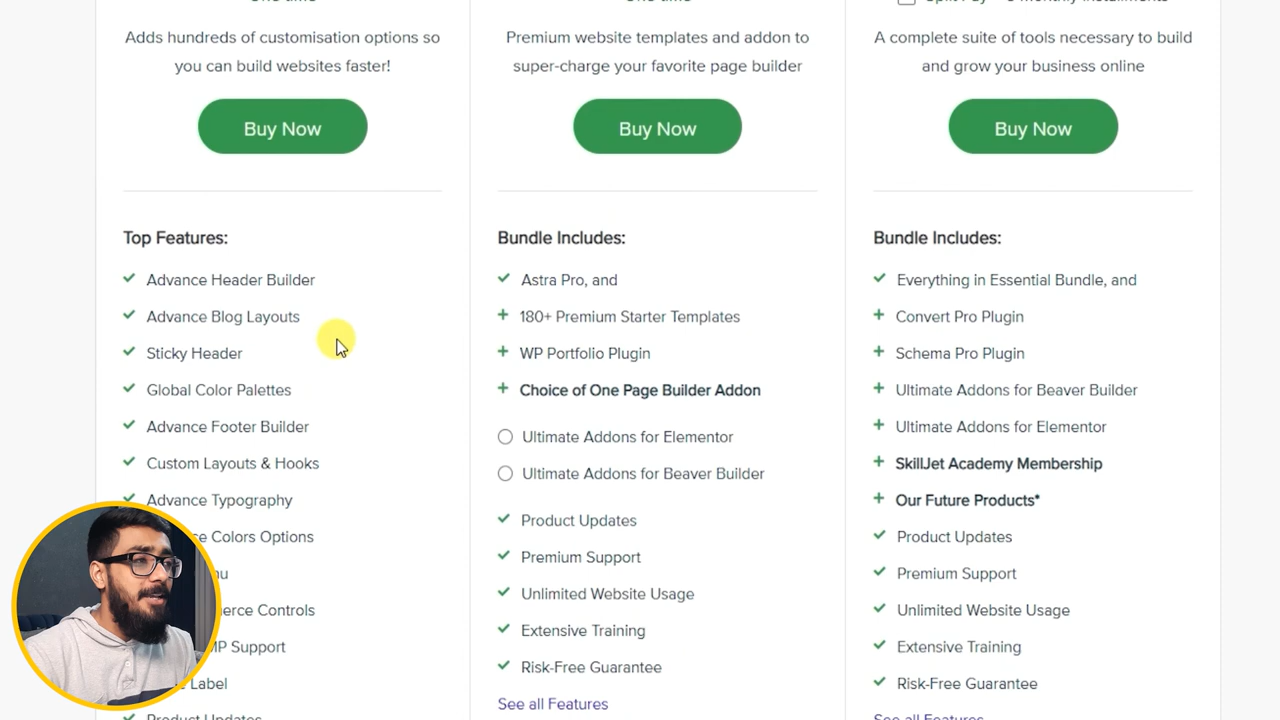 Adds hundreds of customisation options so
you can build websites faster!
Buy Now
Top Features:
Advance Header Builder
Advance Blog Layouts
Sticky Header
Global Color Palettes
Advance Footer Builder
Custom Layouts & Hooks
Advance Typography
Colors Options
Controls
Support
Label
Product Updates
Premium website templates and addon to
super-charge your favorite page builder
Buy Now
Bundle Includes:
Astra Pro, and
180+ Premium Starter Templates
WP Portfolio Plugin
Choice of One Page Builder Addon
Ultimate Addons for Elementor
Ultimate Addons for Beaver Builder
Product Updates
Premium Support
Unlimited Website Usage
Extensive Training
Risk-Free Guarantee
See all Features
A complete suite of tools necessary to build
and grow your business online
Buy Now
Bundle Includes:
Everything in Essential Bundle, and
Convert Pro Plugin
Schema Pro Plugin
Ultimate Addons for Beaver Builder
Ultimate Addons for Elementor
SkillJet Academy Membership
Our Future Products*
Product Updates
Premium Support
Unlimited Website Usage
Extensive Training
Risk-Free Guarantee
See all Features